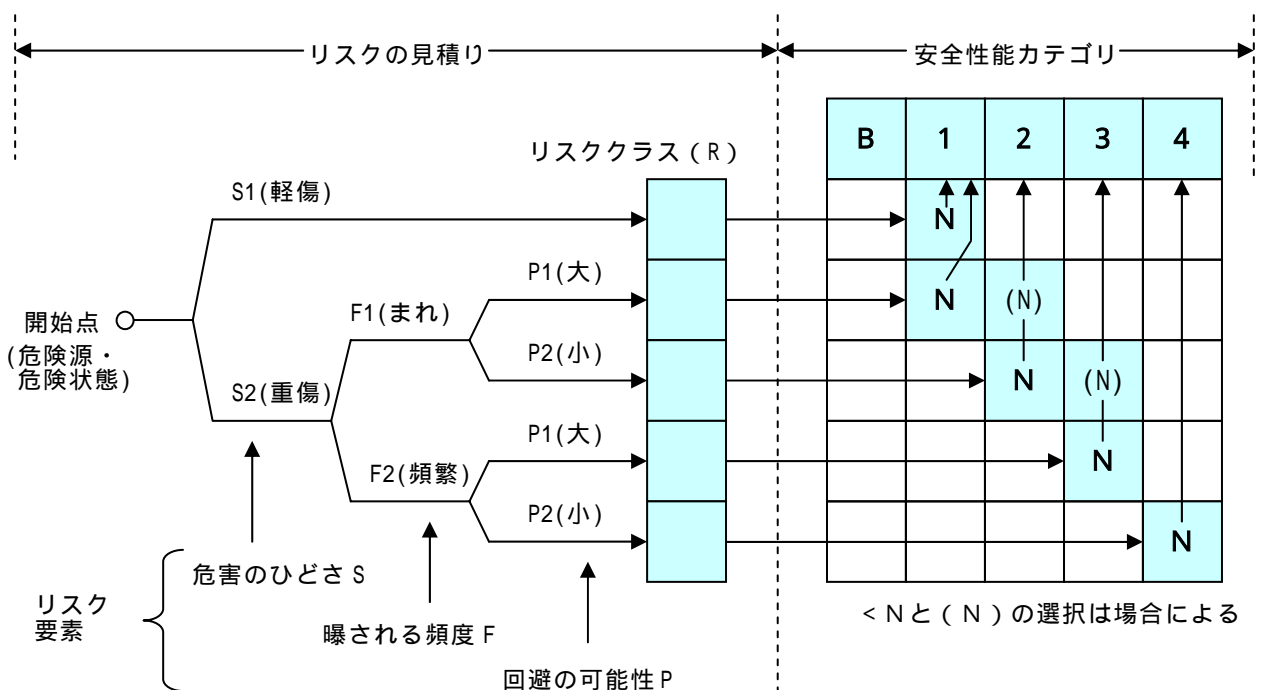 リスクの見積り
安全性能カテゴリ
リスククラス(R)
B 1 2 3 4
S1(軽傷)
N
P1(大)
N (N)
F1(まれ)
開始点
(危険源・
危険状態)
P2(小)
N (N)
S2(重傷)
P1(大)
N
F2(頻繁)
P2(小)
N
危害のひどさS
リスク
要素
曝される頻度F
回避の可能性P
<Nと(N)の選択は場合による